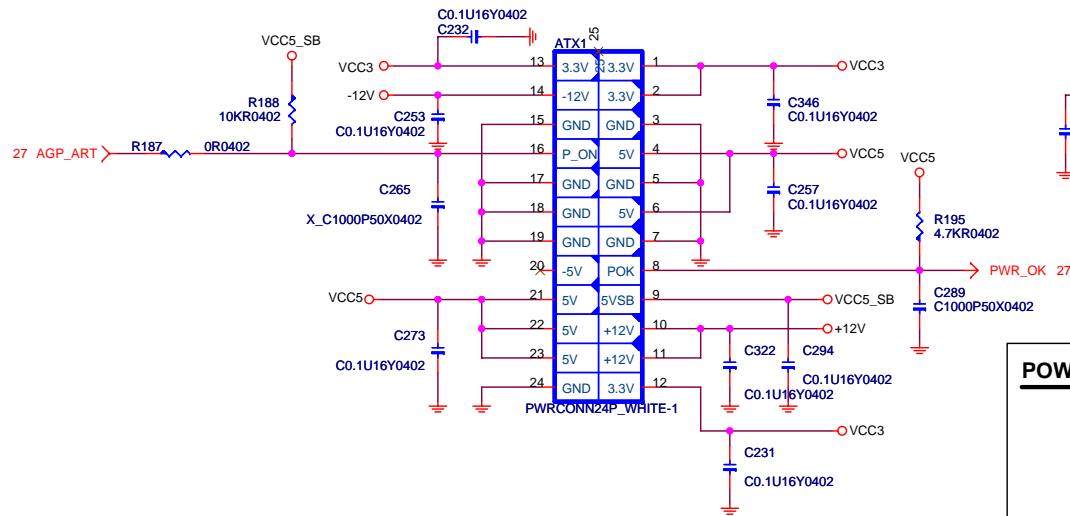 C0.1U16Y0402
C232
ATX1
25
25
VCC5_SB
VCC3
13
3.3V
3.3V
1
VCC3
-12V
14
-12V
3.3V
2
R188
10KR0402
C253
C0.1U16Y0402
C346
C0.1U16Y0402
15
GND
GND
3
27 AGP_ART
R187
0R0402
16
P_ON
5V
4
VCC5
VCC5
17
GND
GND
5
C265
X_C1000P50X0402
C257
C0.1U16Y0402
18
GND
5V
6
R195
4.7KR0402
19
GND
GND
7
20
-5V
POK
8
PWR_OK 27
VCC5
21
5V
5VSB
9
VCC5_SB
C289
C1000P50X0402
22
5V
+12V
10
+12V
C273
C0.1U16Y0402
23
5V
+12V
11
C322
C0.1U16Y0402
C294
C0.1U16Y0402
24
GND
3.3V
12
POW
PWRCONN24P_WHITE-1
VCC3
C231
C0.1U16Y0402